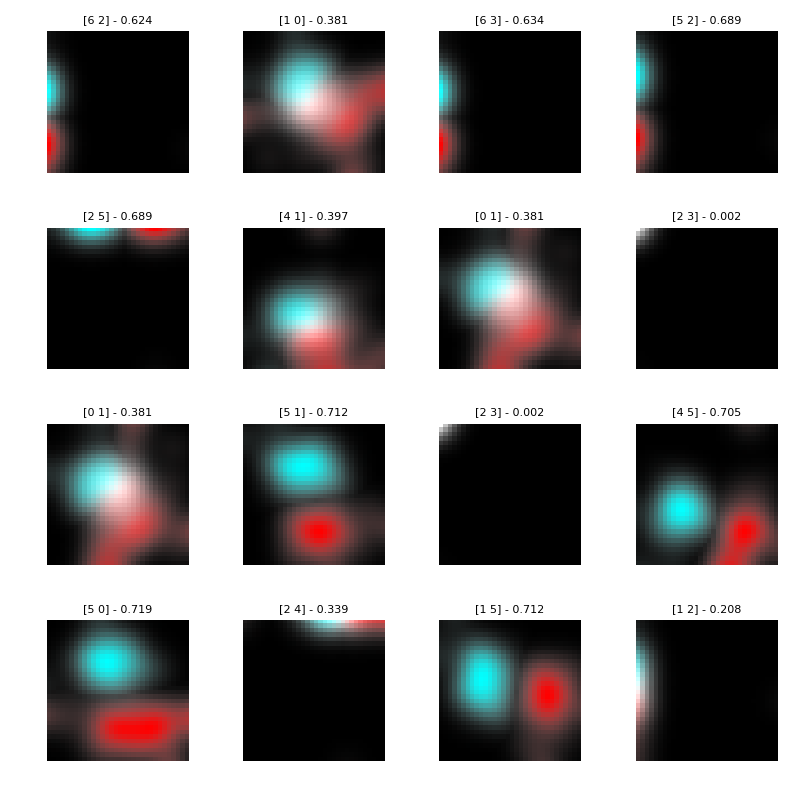 [6 2] - 0.624
[1 0] - 0.381
[6 3] - 0.634
[5 2] - 0.689
[2 5] - 0.689
[4 1] - 0.397
[0 1] - 0.381
[2 3] - 0.002
[0 1] - 0.381
[5 1] - 0.712
[2 3] - 0.002
[4 5] - 0.705
[5 0] - 0.719
[2 4] - 0.339
[1 5] - 0.712
[1 2] - 0.208